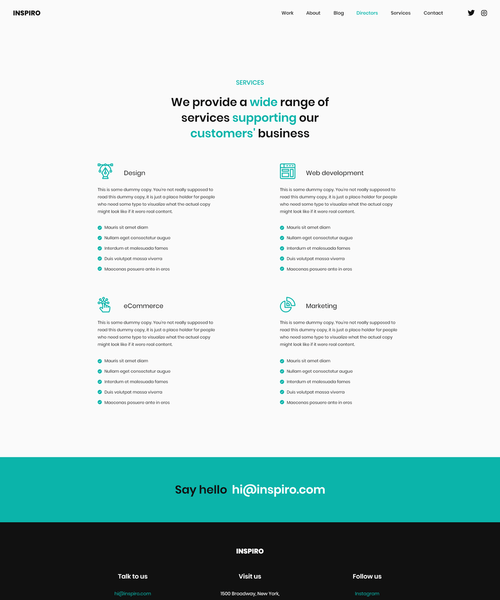 INSPIRO
Work About Blog Directors Services Contact
SERVICES
We provide a wide range of
services supporting our
customers' business
Design
This is some dummy copy. You're not really supposed to
read this dummy copy, it is just a place holder for people
who need some type to visualize what the actual copy
might look like if it were real content.
Mauris sit amet diam
Nullam eget consectetur augue
Interdum et malesuada fames
Duis volutpat massa viverra
Maecenas posuere ante in eros
Web development
This is some dummy copy. You're not really supposed to
read this dummy copy, it is just a place holder for people
who need some type to visualize what the actual copy
might look like if it were real content.
Mauris sit amet diam
Nullam eget consectetur augue
Interdum et malesuada fames
Duis volutpat massa viverra
Maecenas posuere ante in eros
eCommerce
This is some dummy copy. You're not really supposed to
read this dummy copy, it is just a place holder for people
who need some type to visualize what the actual copy
might look like if it were real content.
Mauris sit amet diam
Nullam eget consectetur augue
Interdum et malesuada fames
Duis volutpat massa viverra
Maecenas posuere ante in eros
Marketing
This is some dummy copy. You're not really supposed to
read this dummy copy, it is just a place holder for people
who need some type to visualize what the actual copy
might look like if it were real content.
Mauris sit amet diam
Nullam eget consectetur augue
Interdum et malesuada fames
Duis volutpat massa viverra
Maecenas posuere ante in eros
Say hello hi@inspiro.com
INSPIRO
Talk to us
hi@inspiro.com
Visit us
1500 Broadway, New York,
Follow us
Instagram